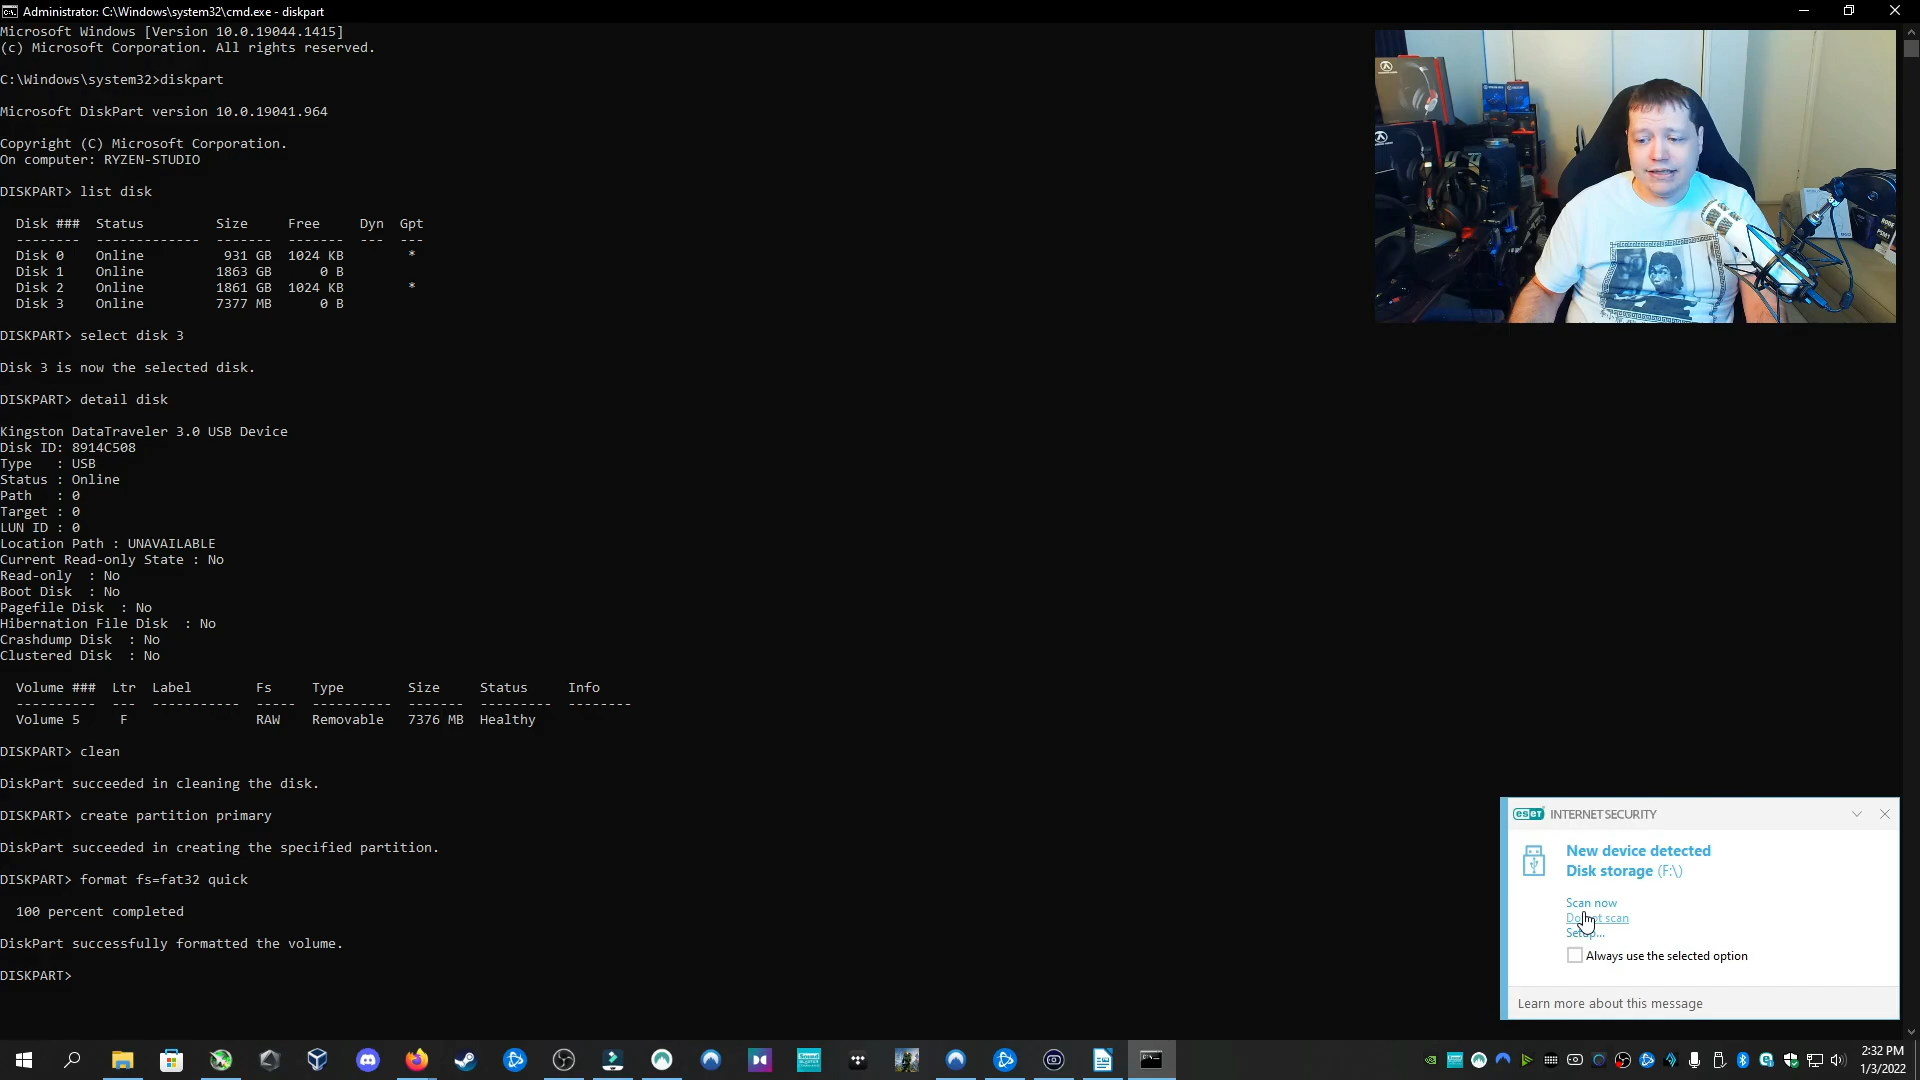 Administrator: C:\Windows\system32\cmd.exe - diskpart
Microsoft Windows [Version 10.0.19044.1415]
(c) Microsoft Corporation. All rights reserved.
C:\Windows\system32>diskpart
Microsoft DiskPart version 10.0.19041.964
Copyright (C) Microsoft Corporation.
On computer: RYZEN-STUDIO
DISKPART> list disk
Disk ### Status Size Free Dyn Gpt
-------- ------------- ------- ------- --- ---
Disk 0 Online 931 GB 1024 KB *
Disk 1 Online 1863 GB 0 B
Disk 2 Online 1861 GB 1024 KB *
Disk 3 Online 7377 MB 0 B
DISKPART> select disk 3
Disk 3 is now the selected disk.
DISKPART> detail disk
Kingston DataTraveler 3.0 USB Device
Disk ID: 8914C508
Type : USB
Status : Online
Path : 0
Target : 0
LUN ID : 0
Location Path : UNAVAILABLE
Current Read-only State : No
Read-only : No
Boot Disk : No
Pagefile Disk : No
Hibernation File Disk : No
Crashdump Disk : No
Clustered Disk : No
Volume ### Ltr Label Fs Type Size Status Info
---------- --- ----------- ----- ---------- ------- --------- --------
Volume 5 F RAW Removable 7376 MB Healthy
DISKPART> clean
DiskPart succeeded in cleaning the disk.
DISKPART> create partition primary
DiskPart succeeded in creating the specified partition.
DISKPART> format fs=fat32 quick
100 percent completed
DiskPart successfully formatted the volume.
DISKPART>
eset INTERNET SECURITY
New device detected
Disk storage (F:\)
Scan now
scan
Always use the selected option
Learn more about this message
2:32 PM
1/3/2022